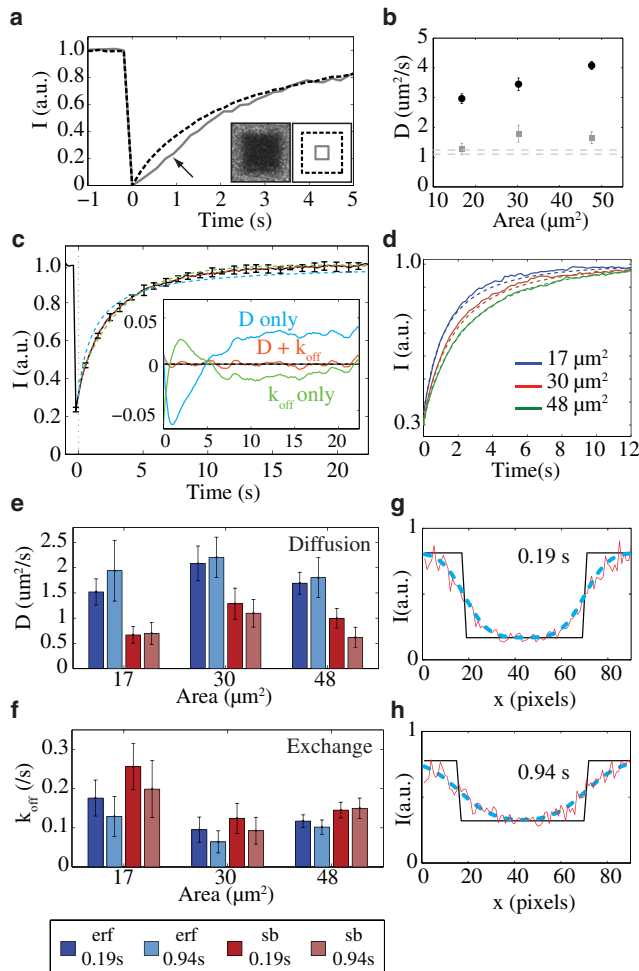 a
I (a.u.)
1.0
0.8
0.6
0.4
0.2
0
−1 0 1 2 3 4 5
Time (s)
b
D (um²/s)
5
4
3
2
1
0
10 20 30 40 50
Area (μm²)
c
I (a.u.)
1.0
0.8
0.6
0.4
0.2
0
0 5 10 15 20
Time (s)
0.05
0
−0.05
0 5 10 15 20
D only
D + koff
koff only
d
I (a.u.)
1.0
0.3
0 2 4 6 8 10 12
Time(s)
17 μm²
30 μm²
48 μm²
e
Diffusion
D (um²/s)
2.5
2
1.5
1
0.5
0
17 30 48
Area (μm²)
f
Exchange
koff (/s)
0.3
0.2
0.1
0
17 30 48
Area (μm²)
erf 0.19s
erf 0.94s
sb 0.19s
sb 0.94s
g
0.19 s
I(a.u.)
1
0
0 20 40 60 80
x (pixels)
h
0.94 s
I(a.u.)
1
0
0 20 40 60 80
x (pixels)